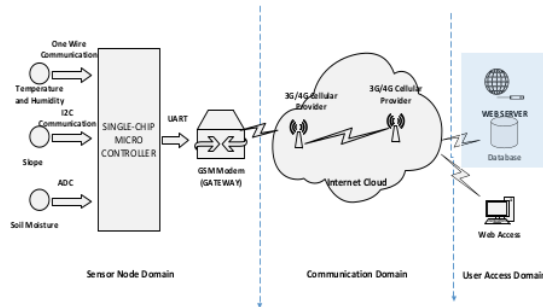 One Wire
Communication
Temperature
and Humidity
I2C
Communication
Slope
ADC
Soil Moisture
SINGLE-CHIP
MICRO
CONTROLLER
UART
GSM Modem
(GATEWAY)
3G/4G Cellular
Provider
3G/4G Cellular
Provider
Internet Cloud
WEB SERVER
Database
Web Access
Sensor Node Domain
Communication Domain
User Access Domain